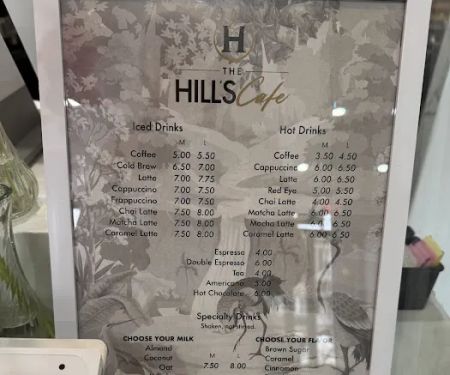 H
THE
HILL'S Cafe
Iced Drinks
M L
Coffee 5.00 5.50
Cold Brew 6.50 7.00
Latte 7.00 7.75
Cappuccino 7.00 7.50
Frappuccino 7.00 7.50
Chai Latte 7.50 8.00
Matcha Latte 7.50 8.00
Caramel Latte 7.50 8.00
Hot Drinks
M L
Coffee 3.50 4.50
Cappuccino 6.00 6.50
Latte 6.00 6.50
Red Eye 5.00 5.50
Chai Latte 4.00 4.50
Matcha Latte 6.00 6.50
Mocha Latte 6.00 6.50
Caramel Latte 6.00 6.50
Espresso 4.00
Double Espresso 6.00
Tea 4.00
Americano 5.00
Hot Chocolate 6.00
Specialty Drinks
Shaken, not stirred.
CHOOSE YOUR MILK
Almond
Coconut
Oat
M L
7.50 8.00
CHOOSE YOUR FLAVOR
Brown Sugar
Caramel
Cinnamon